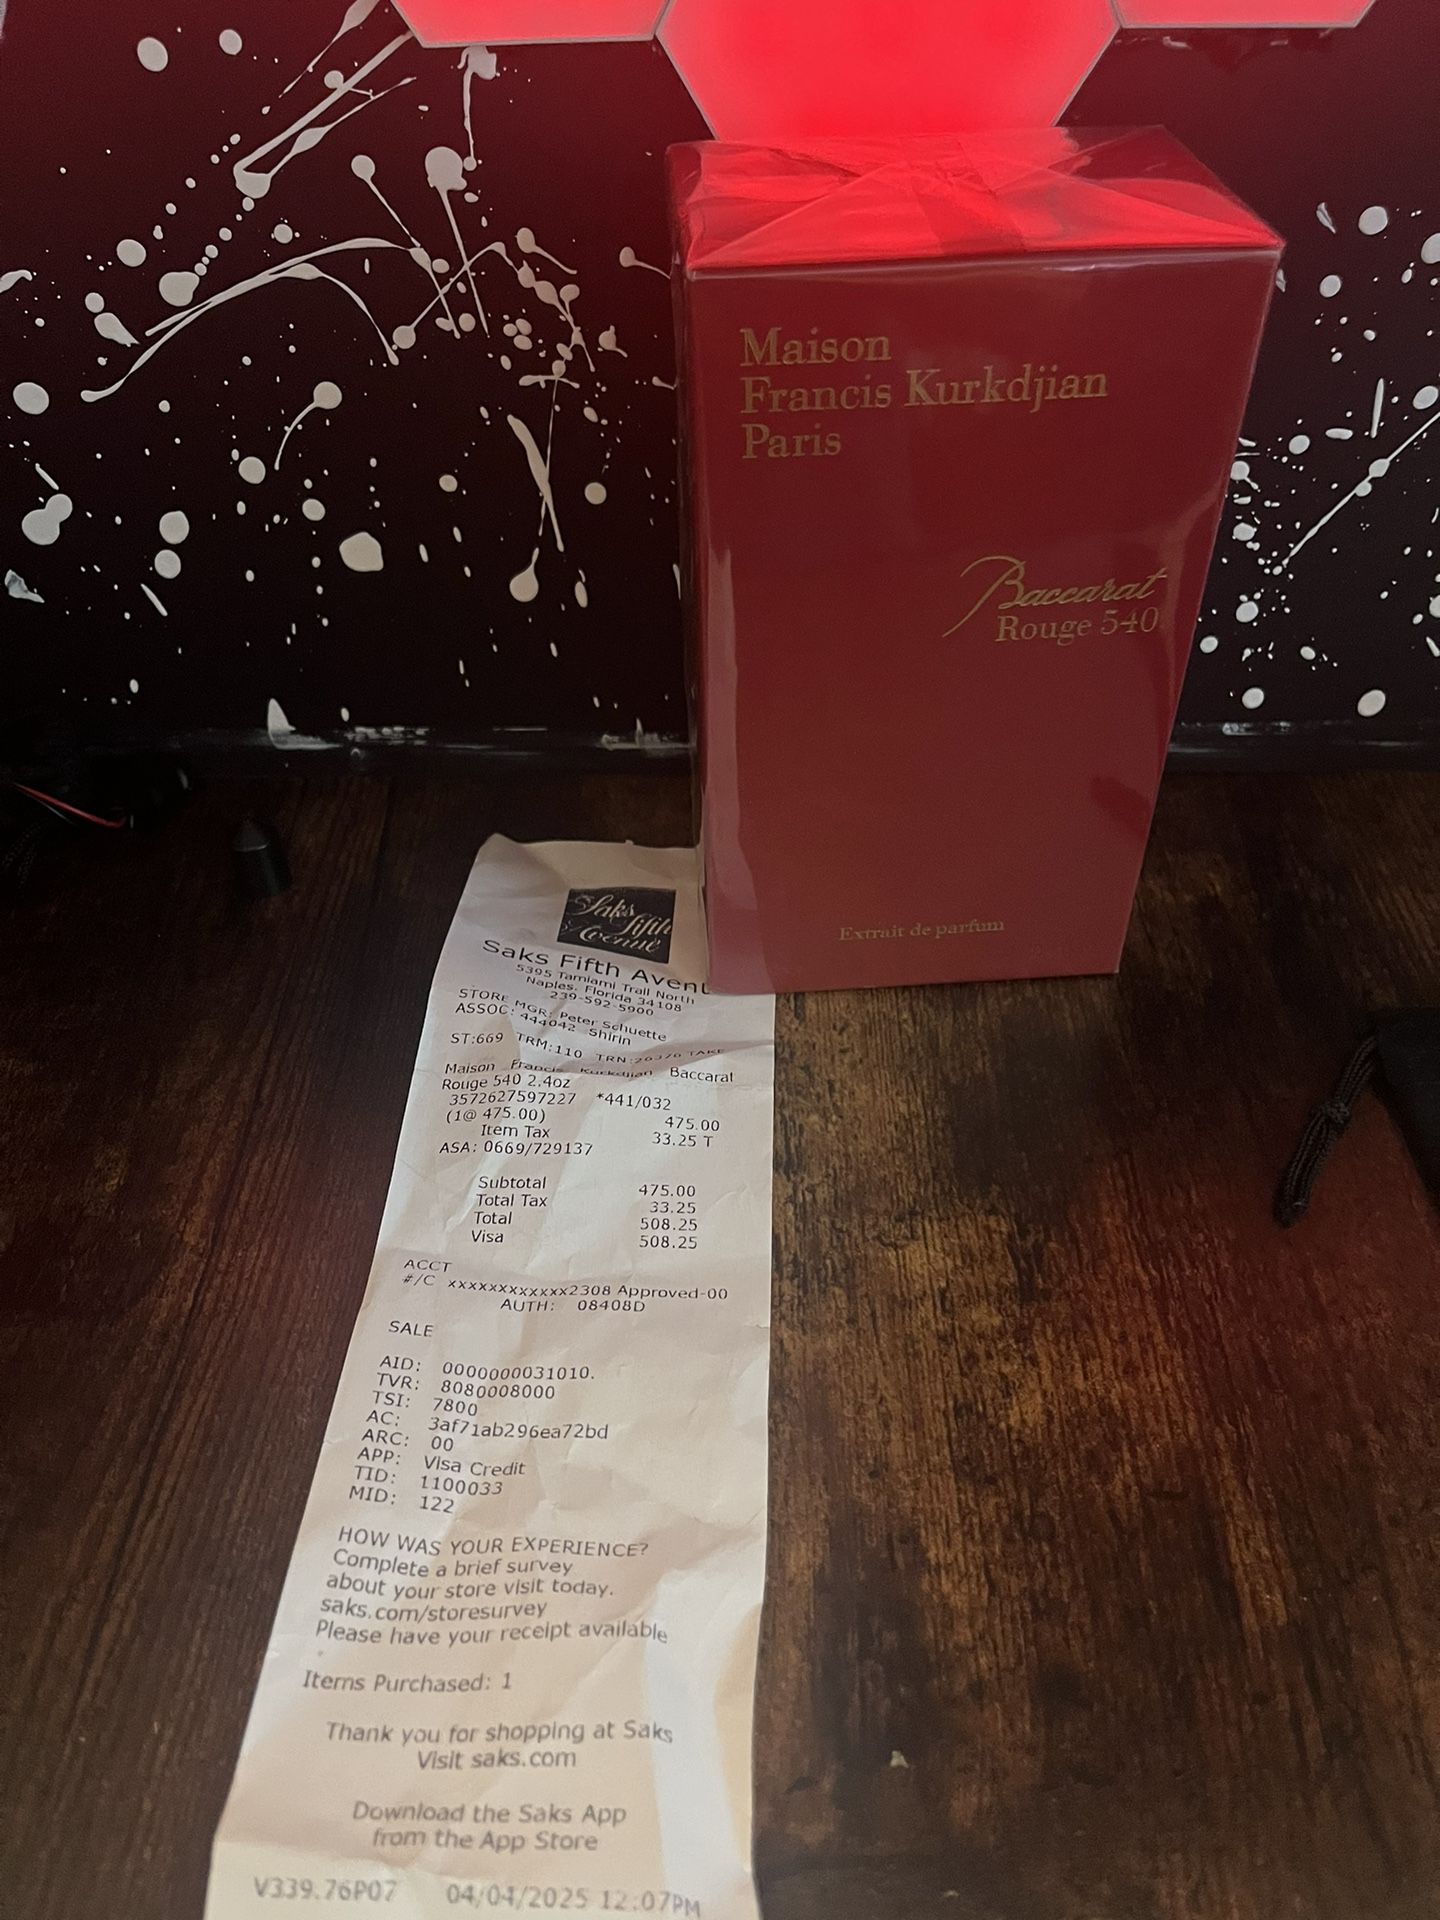 Maison
Francis Kurkdjian
Paris
Baccarat
Rouge 540
Extrait de parfum
Saks
Fifth
Avenue
Saks Fifth Avenu
5395 Tamiami Trail North
Naples, Florida 34108
239-592-5900
STORE MGR: Peter Schuette
ASSOC: 444042 Shirin
ST:669 TRM:110 TRN: TAKE
Maison Francis Kurkdjian Baccarat
Rouge 540 2.4oz
3572627597227 *441/032
(1@ 475.00) 475.00
Item Tax 33.25 T
ASA: 0669/729137
Subtotal 475.00
Total Tax 33.25
Total 508.25
Visa 508.25
ACCT
#/C xxxxxxxxxxxx2308 Approved-00
AUTH: 08408D
SALE
AID: 0000000031010.
TVR: 8080008000
TSI: 7800
AC: 3af71ab296ea72bd
ARC: 00
APP: Visa Credit
TID: 1100033
MID: 122
HOW WAS YOUR EXPERIENCE?
Complete a brief survey
about your store visit today.
saks.com/storesurvey
Please have your receipt available
Items Purchased: 1
Thank you for shopping at Saks
Visit saks.com
Download the Saks App
from the App Store
V339.76P07 04/04/2025 12:07PM